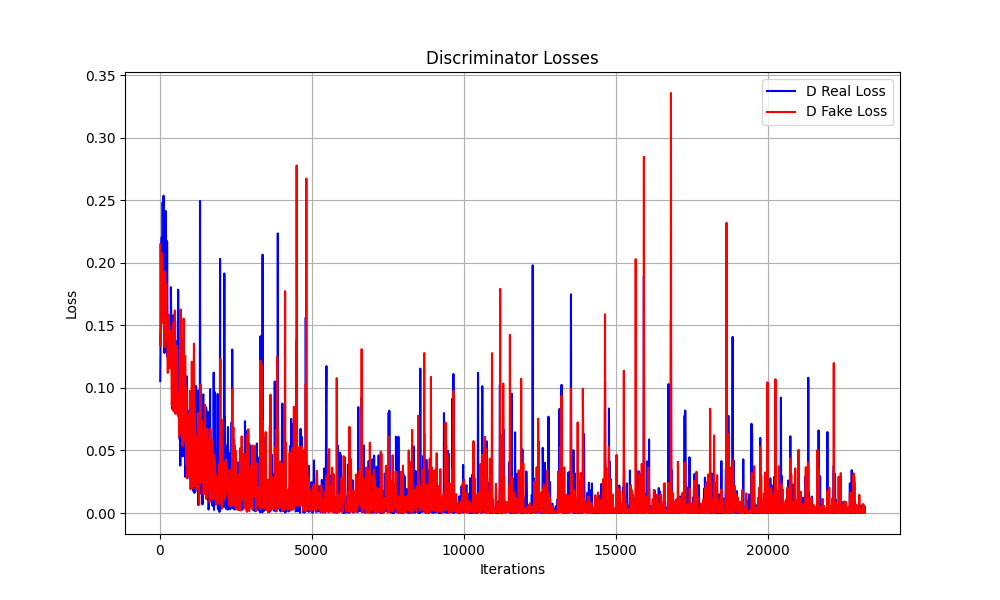 Discriminator Losses
D Real Loss
D Fake Loss
Loss
0.35
0.30
0.25
0.20
0.15
0.10
0.05
0.00
0
5000
10000
15000
20000
Iterations